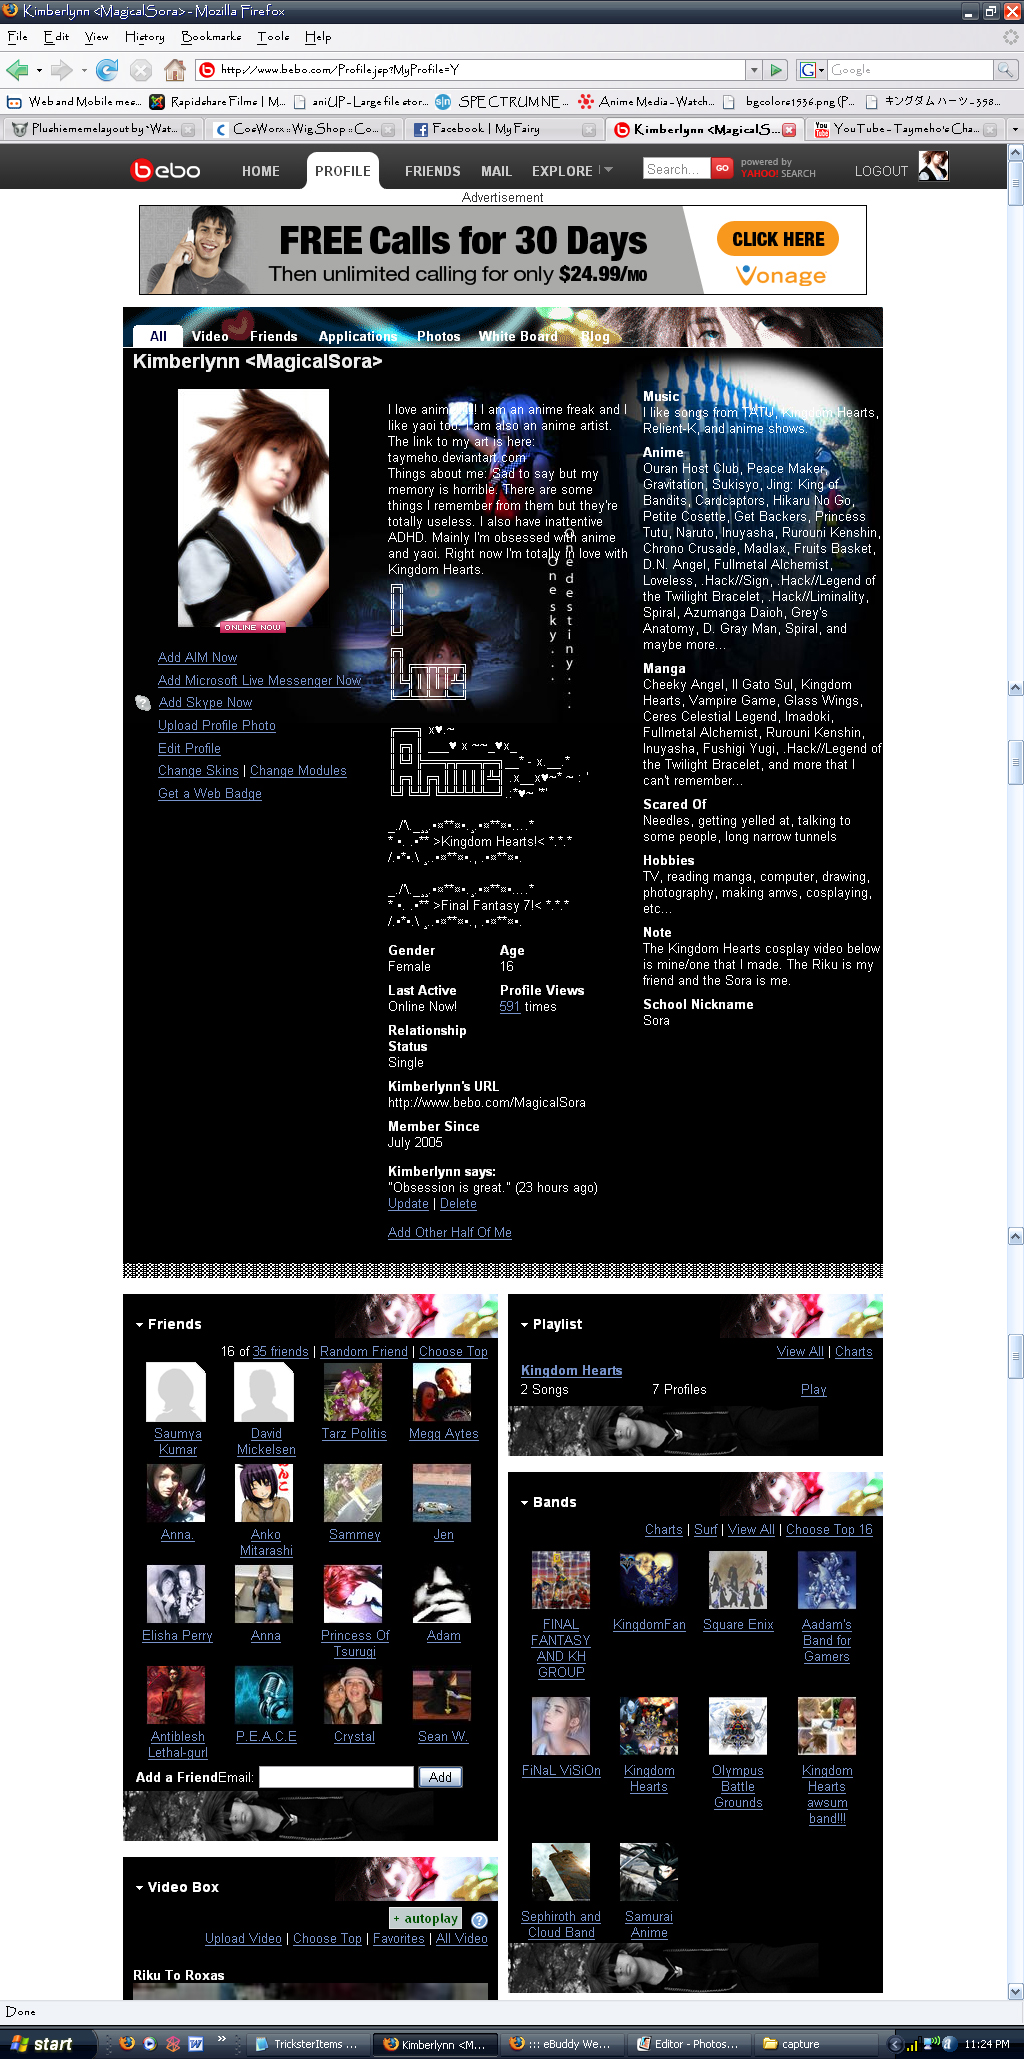 Kimberlynn <MagicalSora> - Mozilla Firefox
File Edit View History Bookmarks Tools Help
http://www.bebo.com/Profile.jsp?MyProfile=Y
Google
Web and Mobile mes... Rapidshare Films | M... aniUP - Large file stor... SPECTRUMNE... Anime Media - Watch... bgcolors1536.png (P... キングダム ハーツ - 358...
Plushiememelayout by *Wat... CosWorx :: Wig Shop :: Co... Facebook | My Fairy Kimberlynn <MagicalS... YouTube - Taymeho's Cha...
bebo HOME PROFILE FRIENDS MAIL EXPLORE Search... GO powered by YAHOO! SEARCH LOGOUT
Advertisement
FREE Calls for 30 Days
Then unlimited calling for only $24.99/MO
CLICK HERE
Vonage
All Video Friends Applications Photos White Board Blog
Kimberlynn <MagicalSora>
ONLINE NOW
Add AIM Now
Add Microsoft Live Messenger Now
Add Skype Now
Upload Profile Photo
Edit Profile
Change Skins | Change Modules
Get a Web Badge
I am an anime freak and I
like yaoi too. I am also an anime artist.
The link to my art is here:
taymeho.deviantart.com
Things about me: Sad to say but my
memory is horrible. There are some
things I remember from them but they're
totally useless. I also have inattentive
ADHD. Mainly I'm obsessed with anime
and yaoi. Right now I'm totally in love with
Kingdom Hearts.
One sky...
One destiny...
>Kingdom Hearts!<
>Final Fantasy 7!<
Gender Age
Female 16
Last Active Profile Views
Online Now! 591 times
Relationship
Status
Single
Kimberlynn's URL
http://www.bebo.com/MagicalSora
Member Since
July 2005
Kimberlynn says:
"Obsession is great." (23 hours ago)
Update | Delete
Add Other Half Of Me
Music
I like songs from TATU, Kingdom Hearts,
Relient-K, and anime shows.
Anime
Ouran Host Club, Peace Maker,
Gravitation, Sukisyo, Jing: King of
Bandits, Cardcaptors, Hikaru No Go,
Petite Cosette, Get Backers, Princess
Tutu, Naruto, Inuyasha, Rurouni Kenshin,
Chrono Crusade, Madlax, Fruits Basket,
D.N. Angel, Fullmetal Alchemist,
Loveless, .Hack//Sign, .Hack//Legend of
the Twilight Bracelet, .Hack//Liminality,
Spiral, Azumanga Daioh, Grey's
Anatomy, D. Gray Man, Spiral, and
maybe more...
Manga
Cheeky Angel, Il Gato Sul, Kingdom
Hearts, Vampire Game, Glass Wings,
Ceres Celestial Legend, Imadoki,
Fullmetal Alchemist, Rurouni Kenshin,
Inuyasha, Fushigi Yugi, .Hack//Legend of
the Twilight Bracelet, and more that I
can't remember...
Scared Of
Needles, getting yelled at, talking to
some people, long narrow tunnels
Hobbies
TV, reading manga, computer, drawing,
photography, making amvs, cosplaying,
etc...
Note
The Kingdom Hearts cosplay video below
is mine/one that I made. The Riku is my
friend and the Sora is me.
School Nickname
Sora
Friends
16 of 35 friends | Random Friend | Choose Top
Saumya Kumar
David Mickelsen
Tarz Politis
Megg Aytes
Anna.
Anko Mitarashi
Sammey
Jen
Elisha Perry
Anna
Princess Of Tsurugi
Adam
Antiblesh Lethal-gurl
P.E.A.C.E
Crystal
Sean W.
Add a Friend Email: Add
Video Box
+ autoplay
Upload Video | Choose Top | Favorites | All Video
Riku To Roxas
Playlist
View All | Charts
Kingdom Hearts
2 Songs 7 Profiles Play
Bands
Charts | Surf | View All | Choose Top 16
FINAL FANTASY AND KH GROUP
KingdomFan
Square Enix
Aadam's Band for Gamers
FiNaL ViSiOn
Kingdom Hearts
Olympus Battle Grounds
Kingdom Hearts awsum band!!!
Sephiroth and Cloud Band
Samurai Anime
Done
start TricksterItems ... Kimberlynn <M... ::: eBuddy We... Editor - Photos... capture 11:24 PM